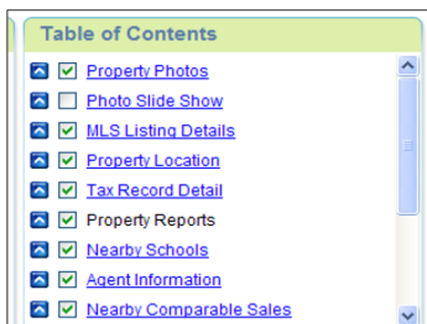 Table of Contents
Property Photos
Photo Slide Show
MLS Listing Details
Property Location
Tax Record Detail
Property Reports
Nearby Schools
Agent Information
Nearby Comparable Sales